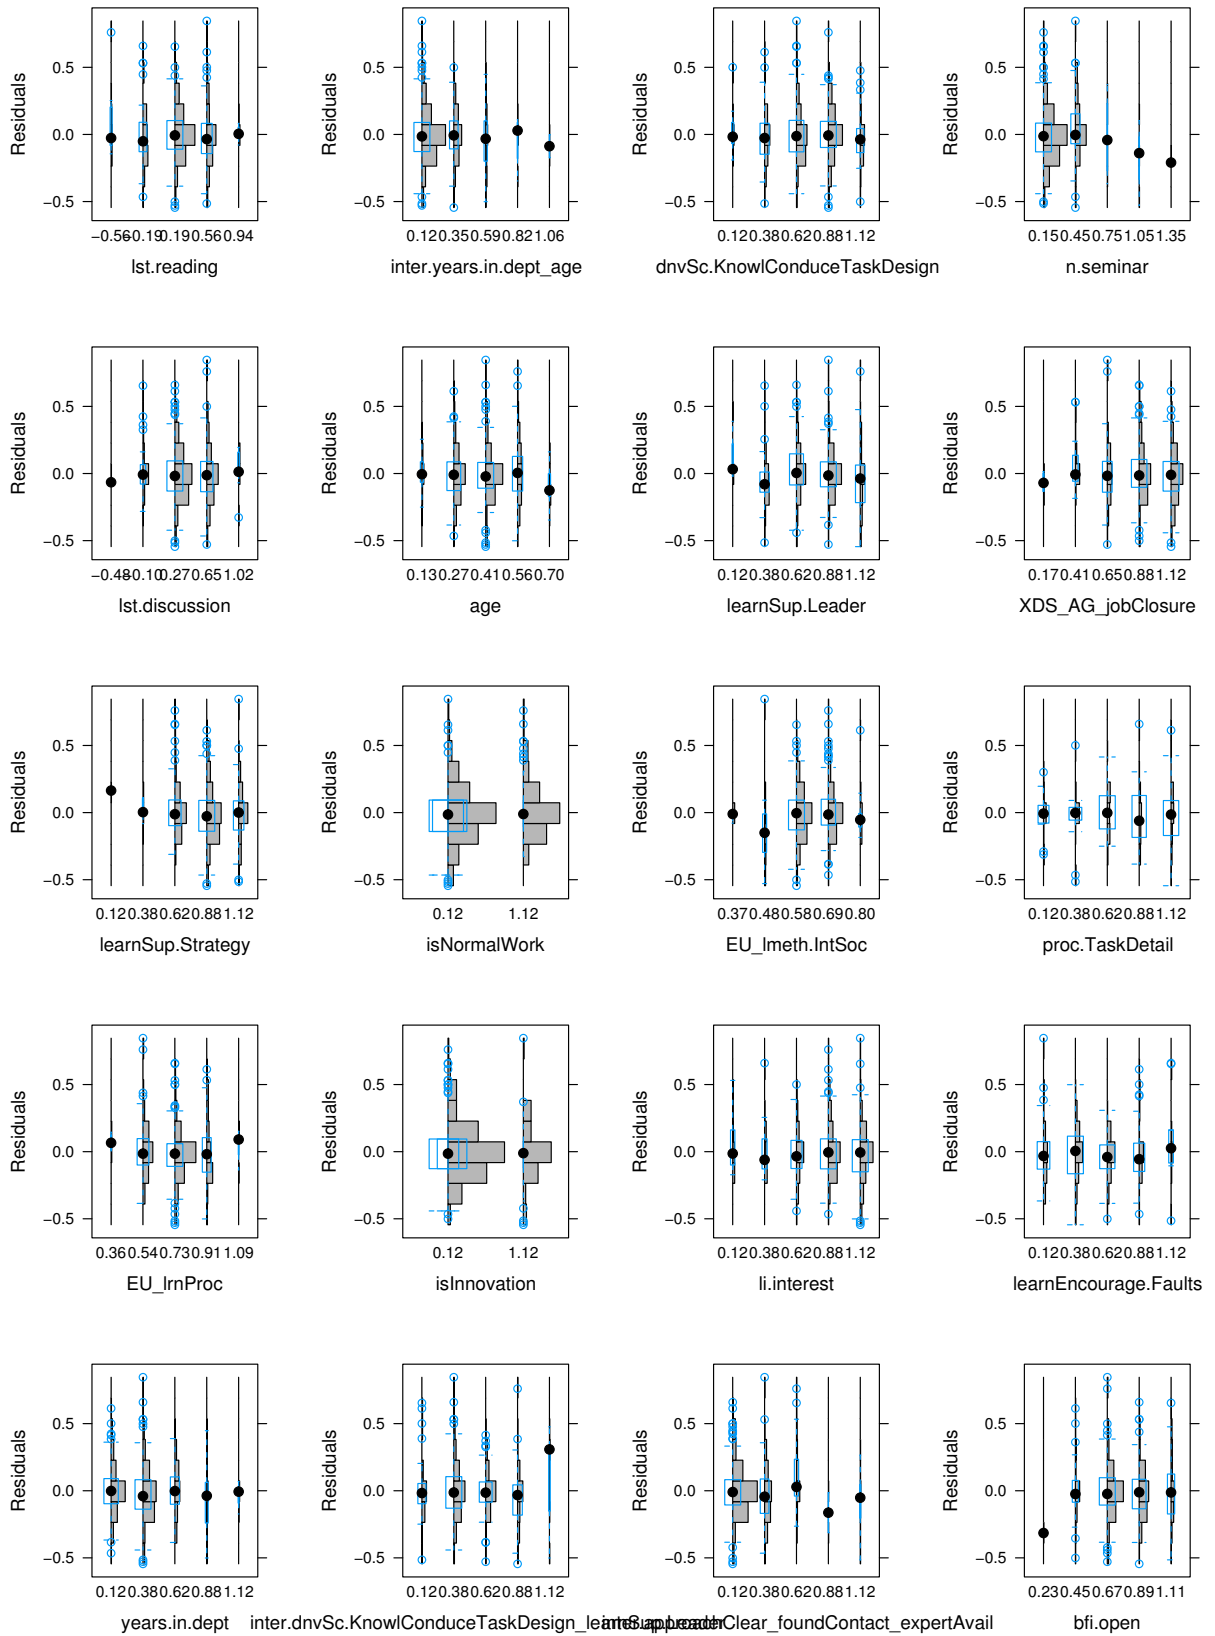 Residuals Residuals Residuals Residuals
0.5 0.5 0.5 0.5
0.0 0.0 0.0 0.0
−0.5 −0.5 −0.5 −0.5
−0.56 −0.19 0.19 0.56 0.94 0.12 0.35 0.59 0.82 1.06 0.12 0.38 0.62 0.88 1.12 0.15 0.45 0.75 1.05 1.35
lst.reading inter.years.in.dept_age dnvSc.KnowlConduceTaskDesign n.seminar
Residuals Residuals Residuals Residuals
0.5 0.5 0.5 0.5
0.0 0.0 0.0 0.0
−0.5 −0.5 −0.5 −0.5
−0.48 −0.10 0.27 0.65 1.02 0.13 0.27 0.41 0.56 0.70 0.12 0.38 0.62 0.88 1.12 0.17 0.41 0.65 0.88 1.12
lst.discussion age learnSup.Leader XDS_AG_jobClosure
Residuals Residuals Residuals Residuals
0.5 0.5 0.5 0.5
0.0 0.0 0.0 0.0
−0.5 −0.5 −0.5 −0.5
0.12 0.38 0.62 0.88 1.12 0.12 1.12 0.37 0.48 0.58 0.69 0.80 0.12 0.38 0.62 0.88 1.12
learnSup.Strategy isNormalWork EU_lmeth.IntSoc proc.TaskDetail
Residuals Residuals Residuals Residuals
0.5 0.5 0.5 0.5
0.0 0.0 0.0 0.0
−0.5 −0.5 −0.5 −0.5
0.36 0.54 0.73 0.91 1.09 0.12 1.12 0.12 0.38 0.62 0.88 1.12 0.12 0.38 0.62 0.88 1.12
EU_lrnProc isInnovation li.interest learnEncourage.Faults
Residuals Residuals Residuals Residuals
0.5 0.5 0.5 0.5
0.0 0.0 0.0 0.0
−0.5 −0.5 −0.5 −0.5
0.12 0.38 0.62 0.88 1.12 0.12 0.38 0.62 0.88 1.12 0.12 0.38 0.62 0.88 1.12 0.23 0.45 0.67 0.89 1.11
years.in.dept inter.dnvSc.KnowlConduceTaskDesign_learnSup.Leader inter.approachClear_foundContact_expertAvail bfi.open